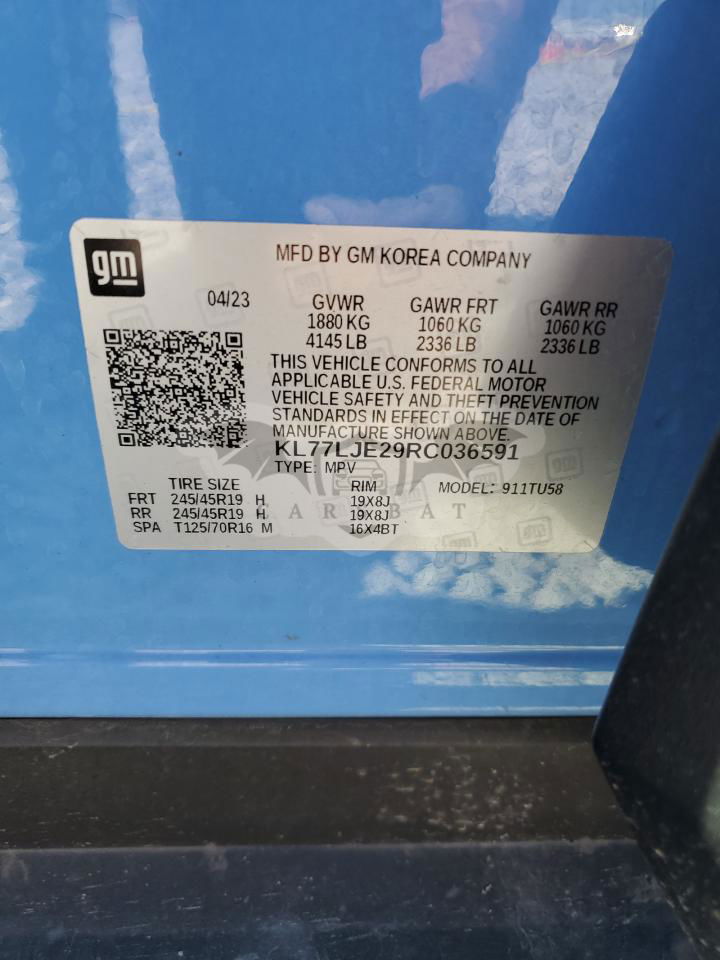 gm
MFD BY GM KOREA COMPANY
04/23
GVWR GAWR FRT GAWR RR
1880 KG 1060 KG 1060 KG
4145 LB 2336 LB 2336 LB
THIS VEHICLE CONFORMS TO ALL
APPLICABLE U.S. FEDERAL MOTOR
VEHICLE SAFETY AND THEFT PREVENTION
STANDARDS IN EFFECT ON THE DATE OF
MANUFACTURE SHOWN ABOVE.
KL77LJE29RC036591
TYPE: MPV
TIRE SIZE RIM MODEL: 911TU58
FRT 245/45R19 H 19X8J
RR 245/45R19 H 19X8J
SPA T125/70R16 M 16X4BT
CARBAT